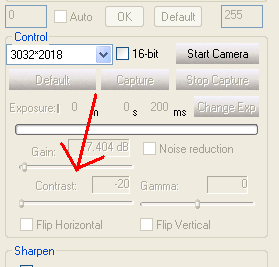 0 Auto OK Default 255
Control
3032*2018 16-bit Start Camera
Default Capture Stop Capture
Exposure: 0 m 0 s 200 ms Change Exp
Gain: 7.404 dB Noise reduction
Contrast: -20 Gamma: 0
Flip Horizontal Flip Vertical
Sharpen